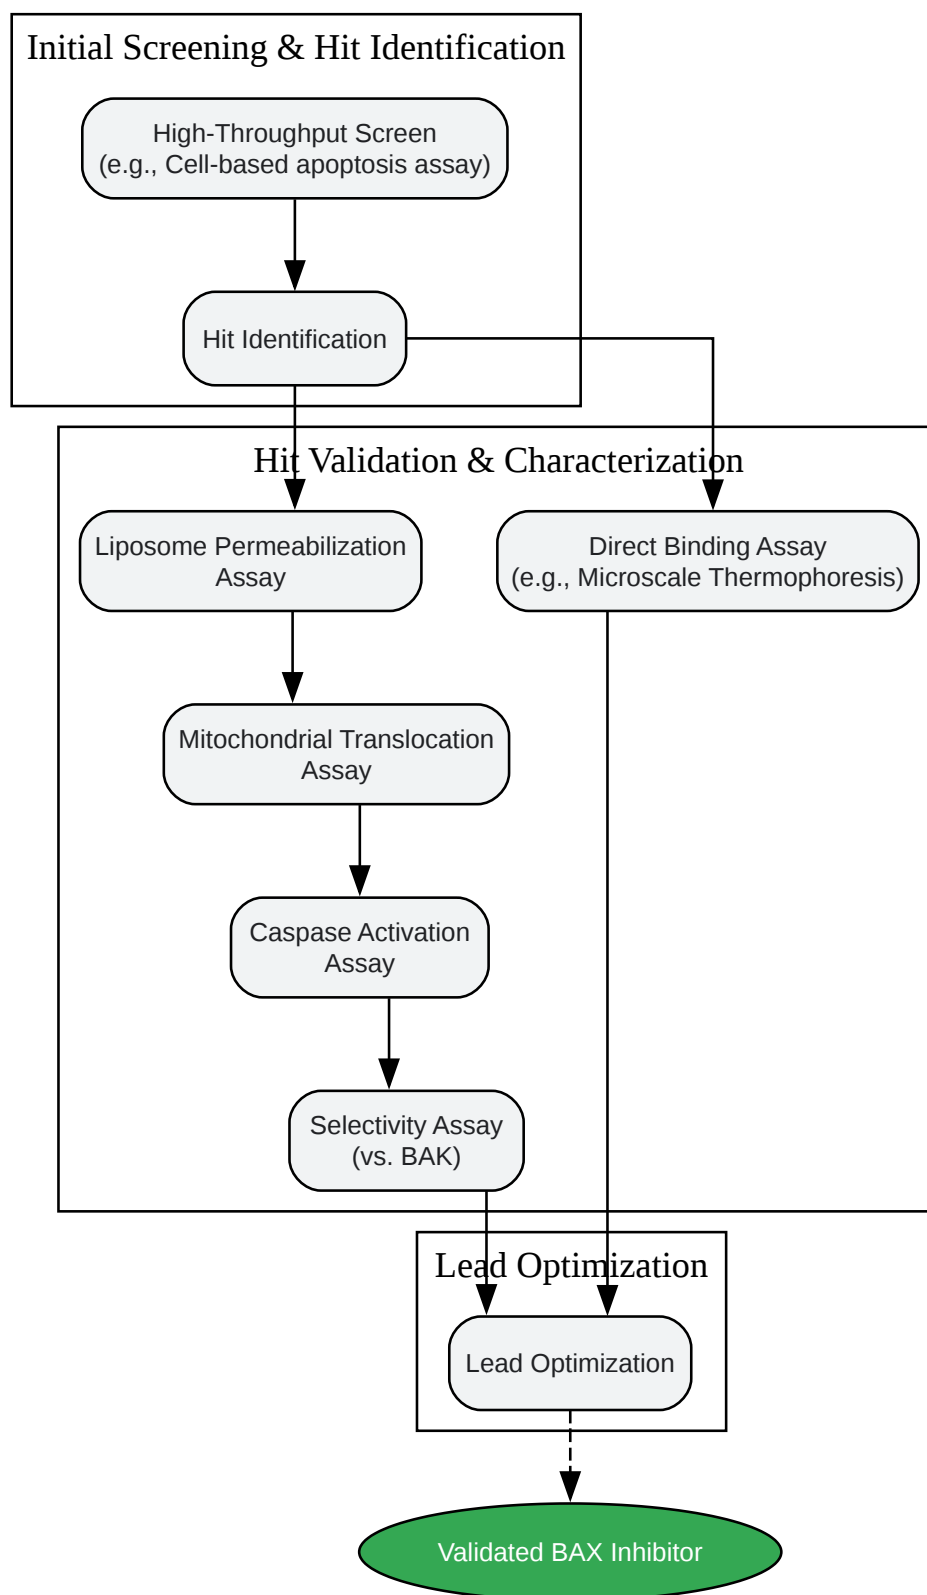 Initial Screening & Hit Identification
High-Throughput Screen
(e.g., Cell-based apoptosis assay)
Hit Identification
Hit Validation & Characterization
Liposome Permeabilization
Assay
Direct Binding Assay
(e.g., Microscale Thermophoresis)
Mitochondrial Translocation
Assay
Caspase Activation
Assay
Selectivity Assay
(vs. BAK)
Lead Optimization
Lead Optimization
Validated BAX Inhibitor